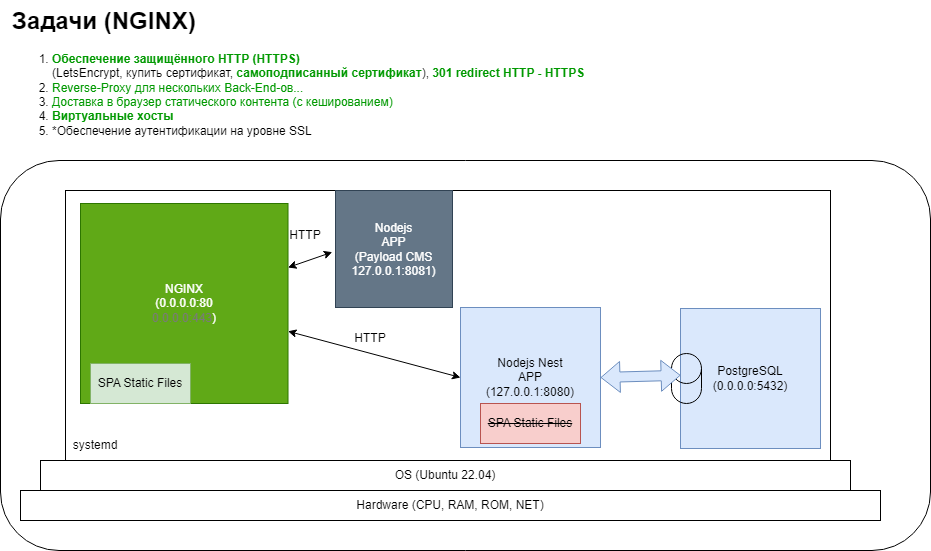 Задачи (NGINX)
1. Обеспечение защищённого HTTP (HTTPS)
(LetsEncrypt, купить сертификат, самоподписанный сертификат), 301 redirect HTTP - HTTPS
2. Reverse-Proxy для нескольких Back-End-ов...
3. Доставка в браузер статического контента (с кешированием)
4. Виртуальные хосты
5. *Обеспечение аутентификации на уровне SSL
HTTP
Nodejs
APP
(Payload CMS
127.0.0.1:8081)
NGINX
(0.0.0.0:80
0.0.0.0:443)
HTTP
SPA Static Files
Nodejs Nest
APP
(127.0.0.1:8080)
SPA Static Files
PostgreSQL
(0.0.0.0:5432)
systemd
OS (Ubuntu 22.04)
Hardware (CPU, RAM, ROM, NET)